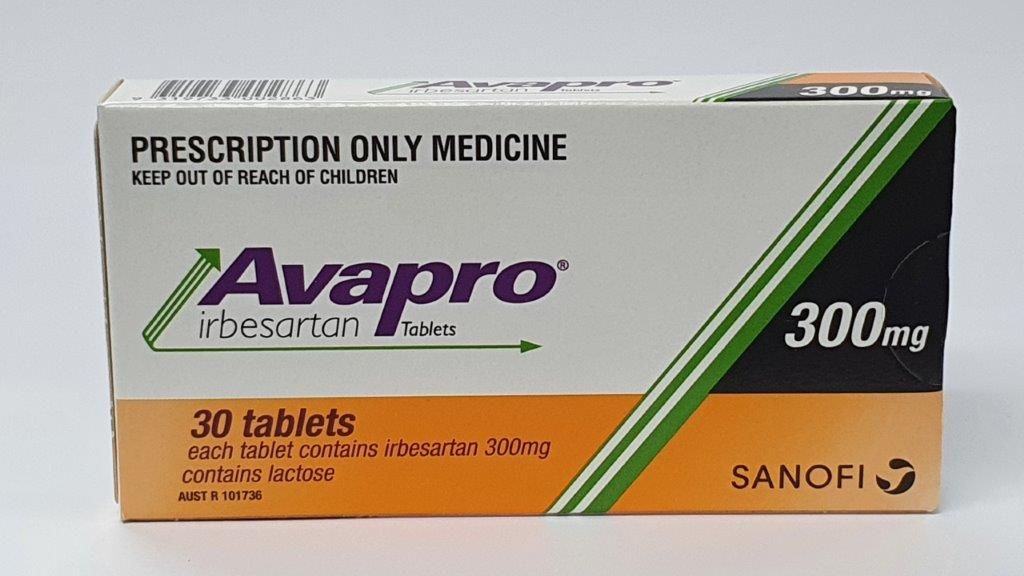 Avapro
irbesartan Tablets
300mg
PRESCRIPTION ONLY MEDICINE
KEEP OUT OF REACH OF CHILDREN
Avapro®
irbesartan Tablets
300mg
30 tablets
each tablet contains irbesartan 300mg
contains lactose
AUST R 101736
SANOFI